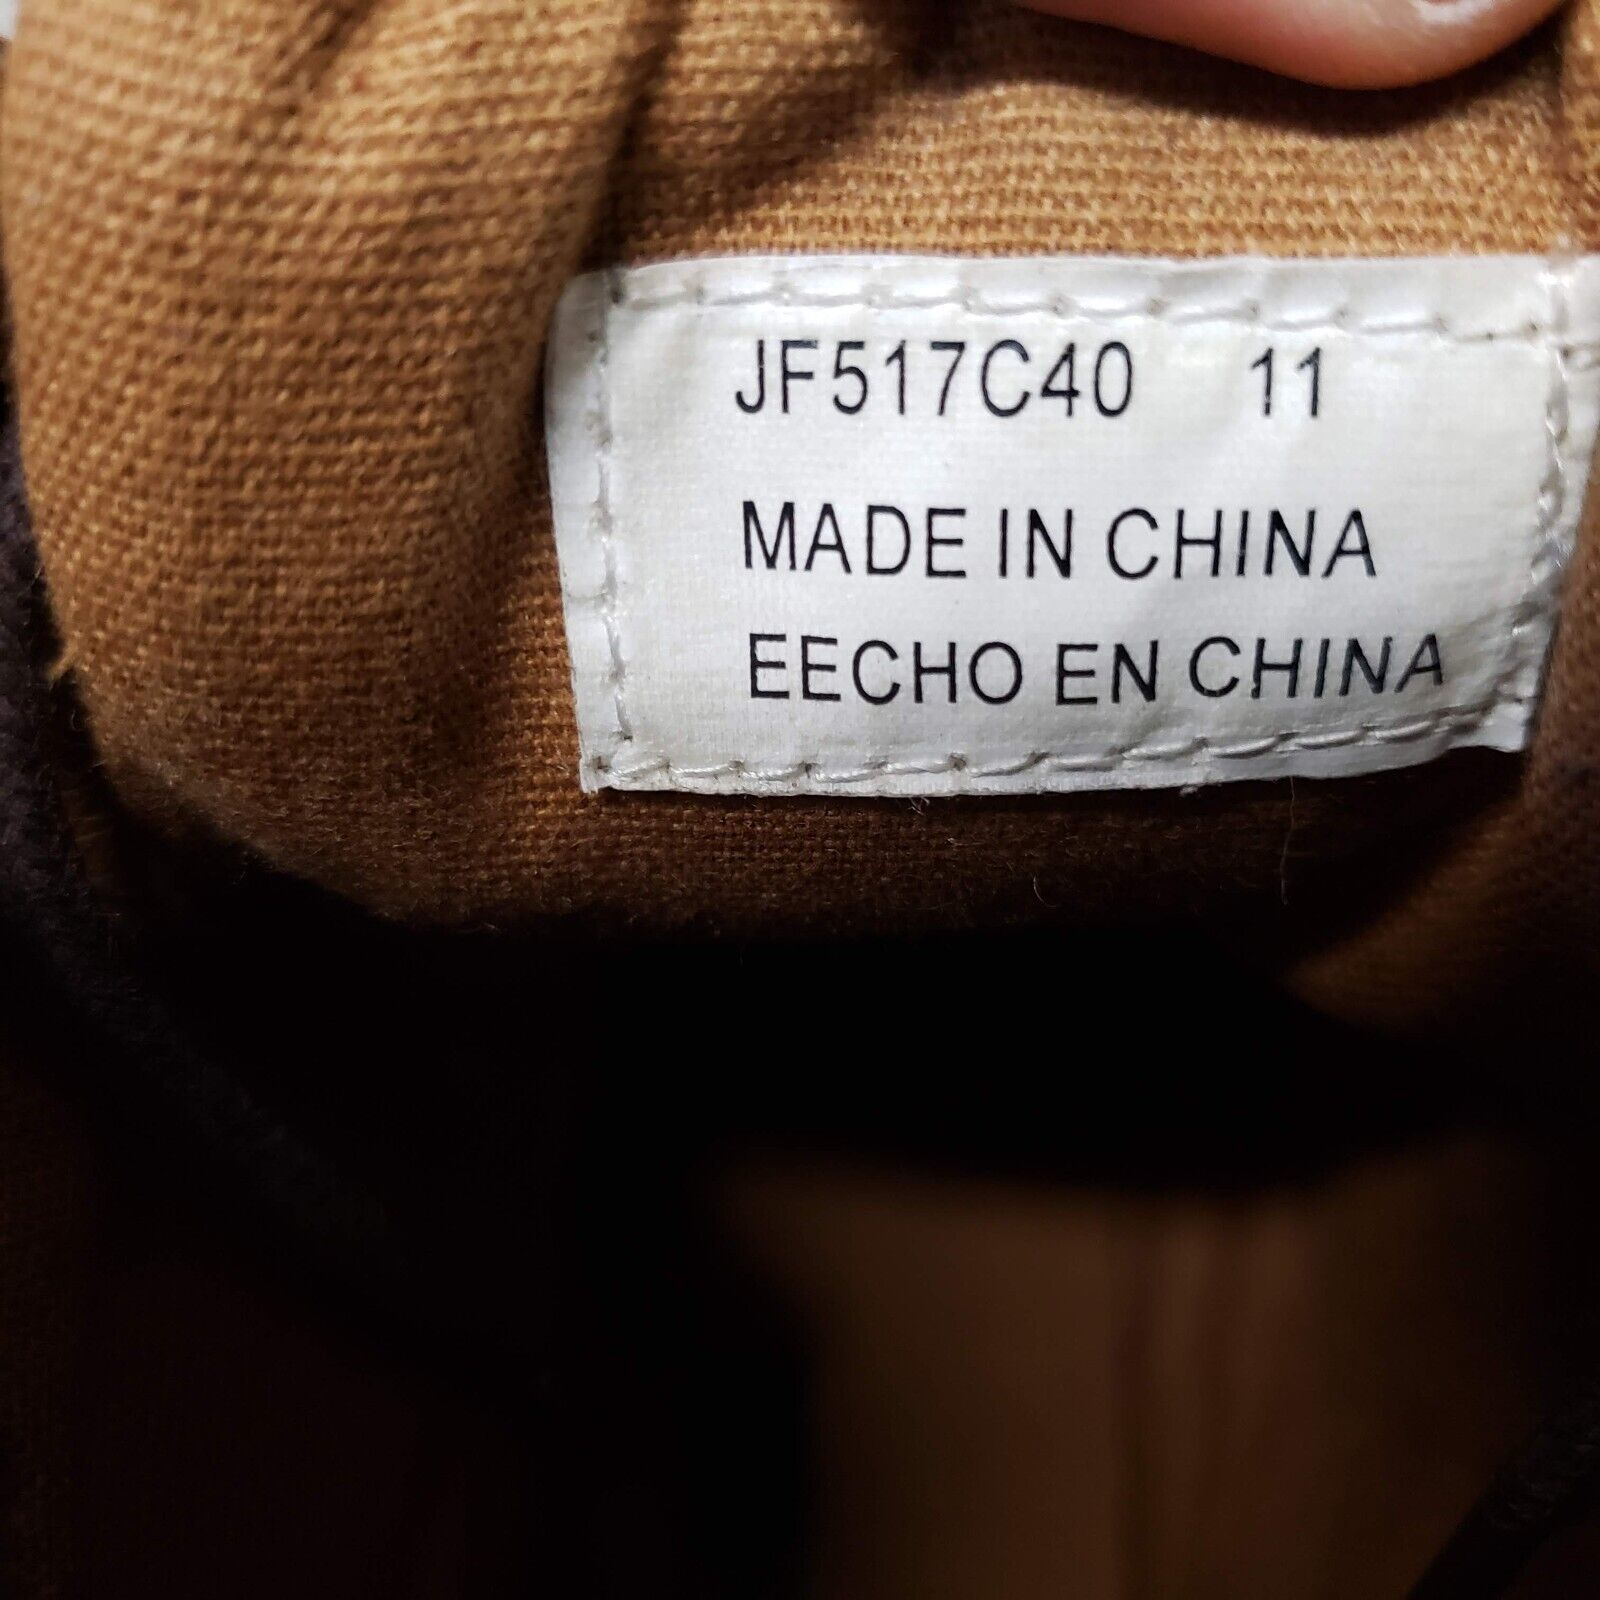 JF517C40 11
MADE IN CHINA
EECHO EN CHINA